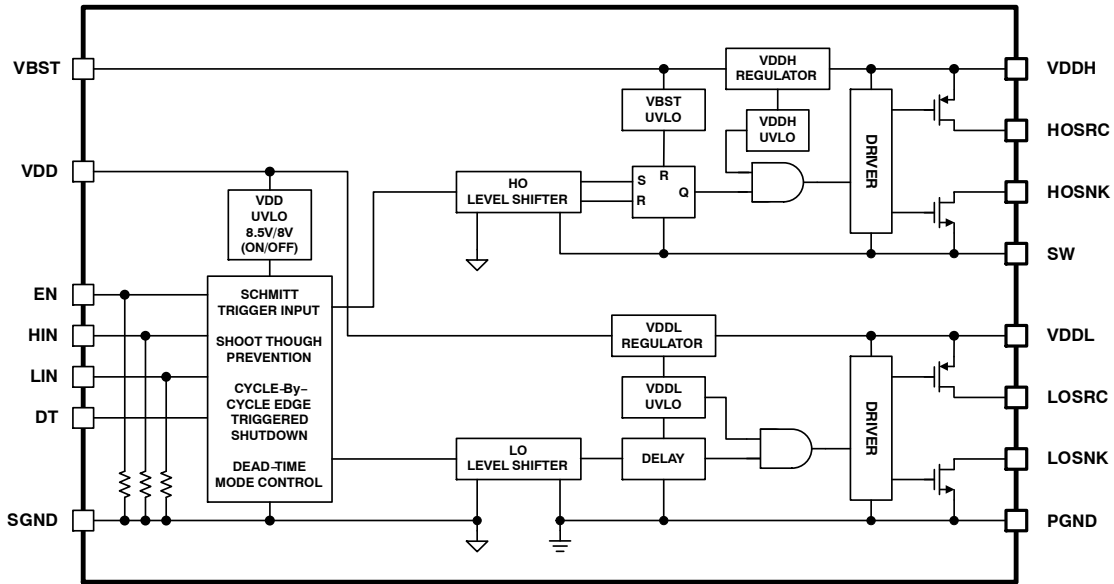 VBST
VDD
EN
HIN
LIN
DT
SGND
VDD
UVLO
8.5V/8V
(ON/OFF)
SCHMITT
TRIGGER INPUT
SHOOT THOUGH
PREVENTION
CYCLE-By-
CYCLE EDGE
TRIGGERED
SHUTDOWN
DEAD-TIME
MODE CONTROL
HO
LEVEL SHIFTER
VBST
UVLO
S
R
R
Q
VDDH
REGULATOR
VDDH
UVLO
DRIVER
LO
LEVEL SHIFTER
VDDL
REGULATOR
VDDL
UVLO
DELAY
DRIVER
VDDH
HOSRC
HOSNK
SW
VDDL
LOSRC
LOSNK
PGND